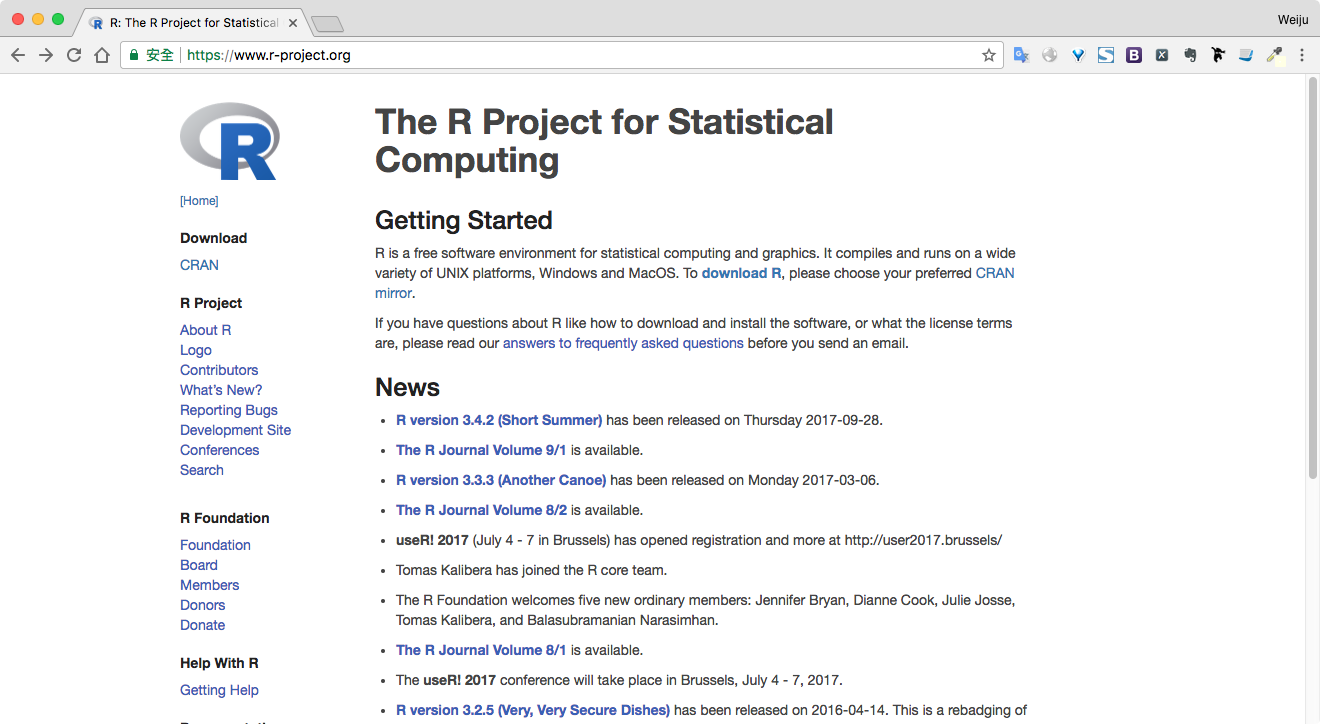 R: The R Project for Statistical
Weiju
安全 https://www.r-project.org
R
[Home]
Download
CRAN
R Project
About R
Logo
Contributors
What's New?
Reporting Bugs
Development Site
Conferences
Search
R Foundation
Foundation
Board
Members
Donors
Donate
Help With R
Getting Help
The R Project for Statistical
Computing
Getting Started
R is a free software environment for statistical computing and graphics. It compiles and runs on a wide
variety of UNIX platforms, Windows and MacOS. To download R, please choose your preferred CRAN
mirror.
If you have questions about R like how to download and install the software, or what the license terms
are, please read our answers to frequently asked questions before you send an email.
News
• R version 3.4.2 (Short Summer) has been released on Thursday 2017-09-28.
• The R Journal Volume 9/1 is available.
• R version 3.3.3 (Another Canoe) has been released on Monday 2017-03-06.
• The R Journal Volume 8/2 is available.
• useR! 2017 (July 4 - 7 in Brussels) has opened registration and more at http://user2017.brussels/
• Tomas Kalibera has joined the R core team.
• The R Foundation welcomes five new ordinary members: Jennifer Bryan, Dianne Cook, Julie Josse,
Tomas Kalibera, and Balasubramanian Narasimhan.
• The R Journal Volume 8/1 is available.
• The useR! 2017 conference will take place in Brussels, July 4 - 7, 2017.
• R version 3.2.5 (Very, Very Secure Dishes) has been released on 2016-04-14. This is a rebadging of